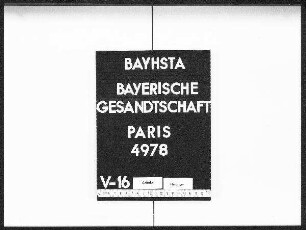 BAYHSTA
BAYERISCHE
GESANDTSCHAFT
PARIS
4978
V-16